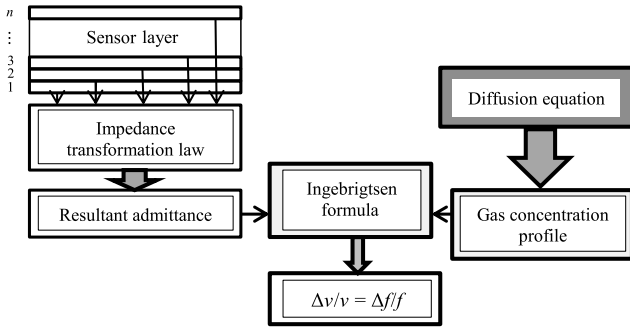 n
Sensor layer
⋮
3
2
1
Impedance
transformation law
Resultant admittance
Ingebrigtsen
formula
Δv/v = Δf/f
Diffusion equation
Gas concentration
profile